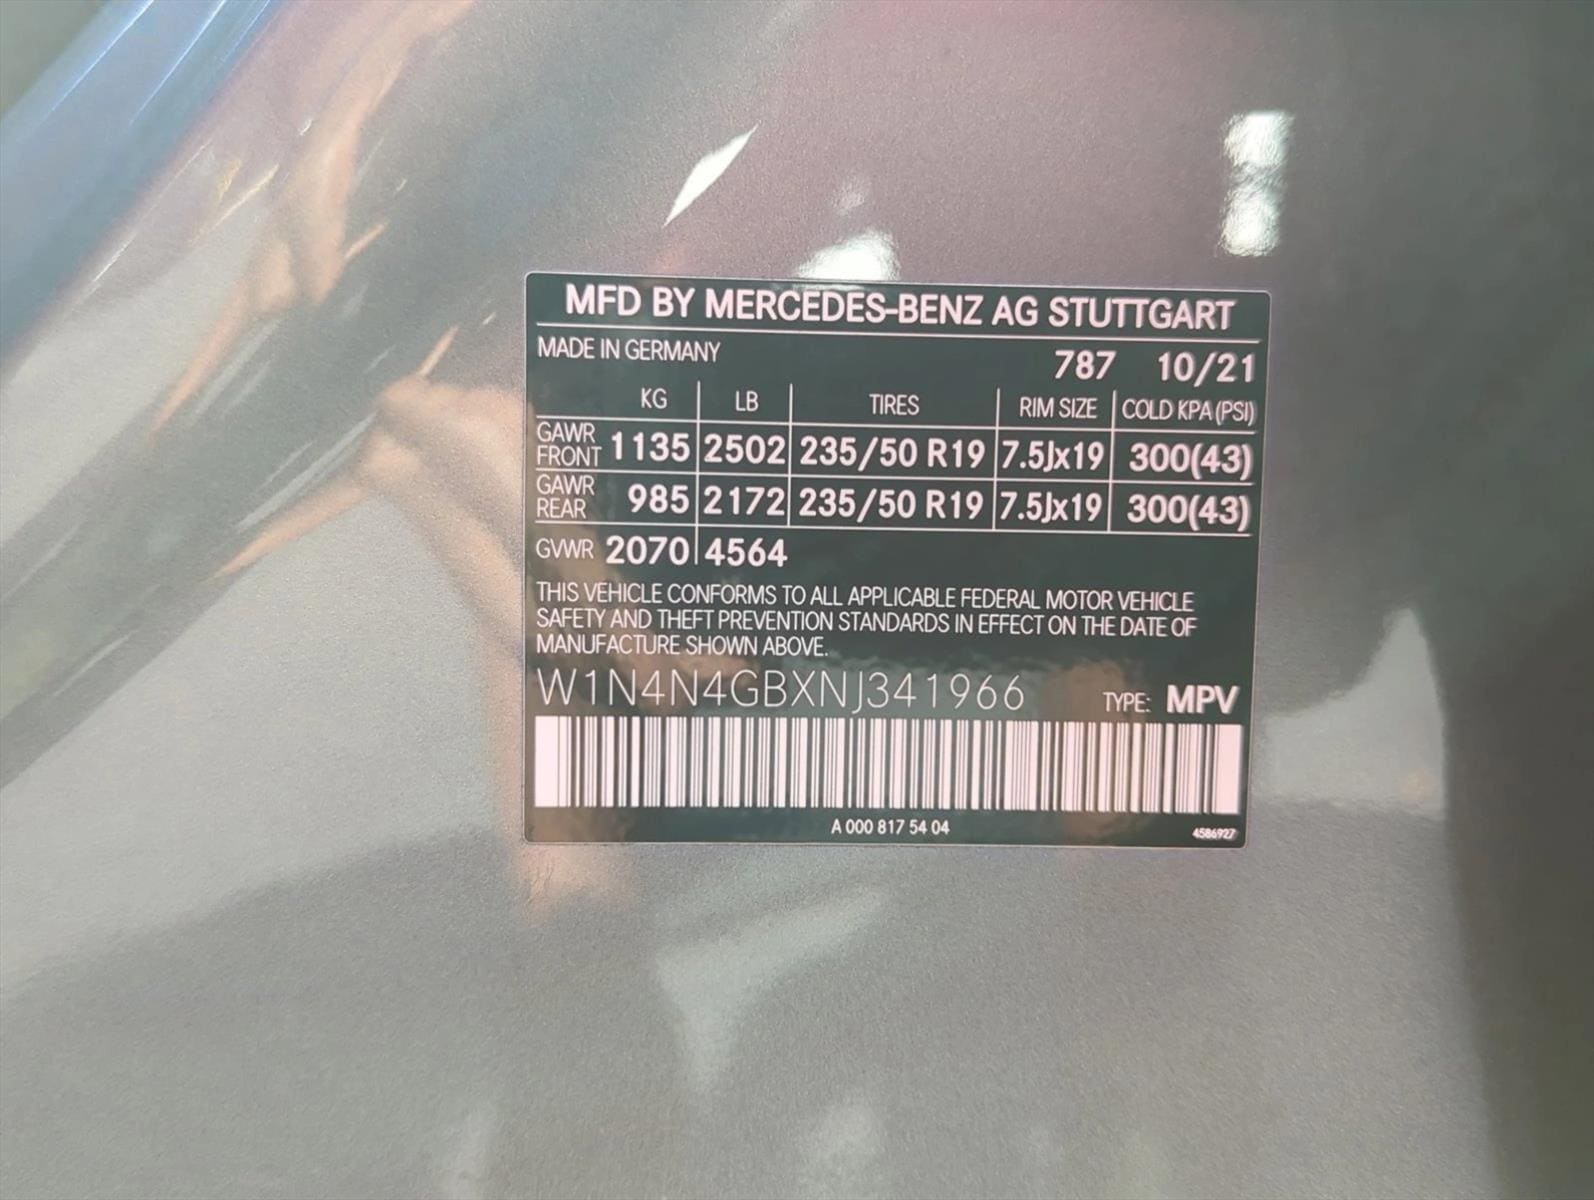 MFD BY MERCEDES-BENZ AG STUTTGART
MADE IN GERMANY 787 10/21
KG LB TIRES RIM SIZE COLD KPA (PSI)
GAWR FRONT 1135 2502 235/50 R19 7.5Jx19 300(43)
GAWR REAR 985 2172 235/50 R19 7.5Jx19 300(43)
GVWR 2070 4564
THIS VEHICLE CONFORMS TO ALL APPLICABLE FEDERAL MOTOR VEHICLE
SAFETY AND THEFT PREVENTION STANDARDS IN EFFECT ON THE DATE OF
MANUFACTURE SHOWN ABOVE.
W1N4N4GBXNJ341966 TYPE: MPV
A 000 817 54 04 4586927